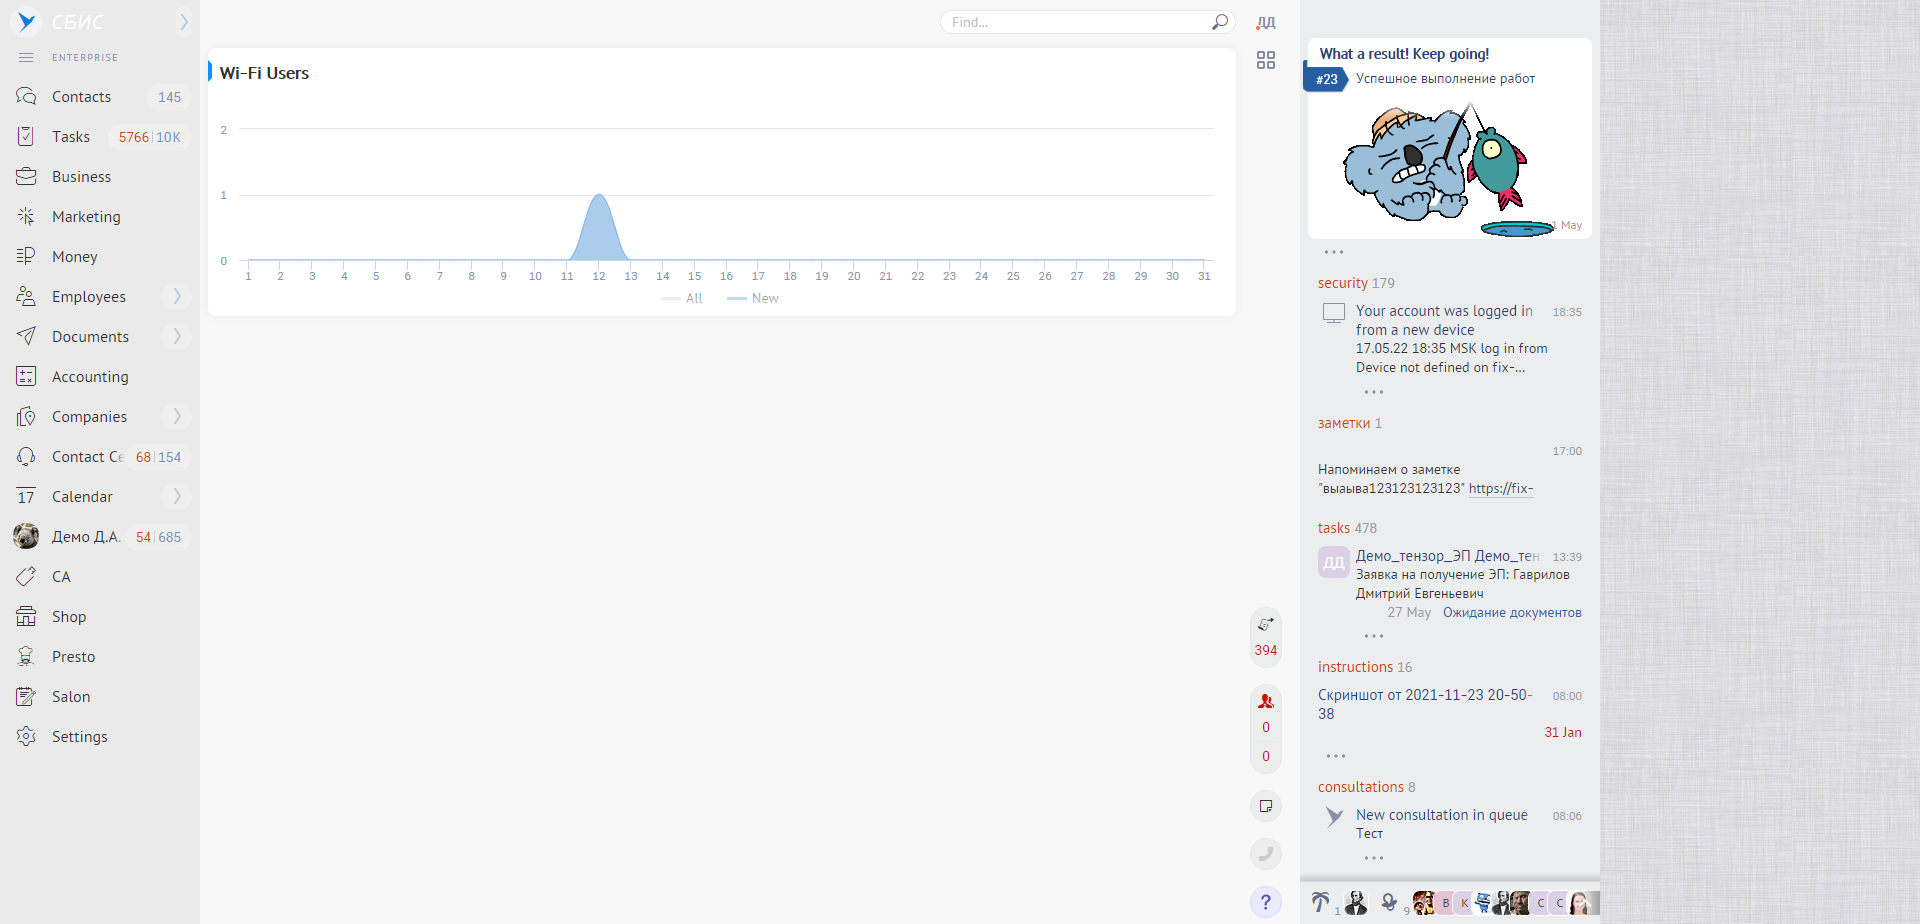 СБИС
ENTERPRISE
Contacts 145
Tasks 5766 10K
Business
Marketing
Money
Employees
Documents
Accounting
Companies
Contact Ce 68 154
17 Calendar
Демо Д.А. 54 685
CA
Shop
Presto
Salon
Settings
Find...
ДД
Wi-Fi Users
2
1
0
1 2 3 4 5 6 7 8 9 10 11 12 13 14 15 16 17 18 19 20 21 22 23 24 25 26 27 28 29 30 31
All New
394
0
0
?
What a result! Keep going!
#23 Успешное выполнение работ
1 May
security 179
Your account was logged in 18:35
from a new device
17.05.22 18:35 MSK log in from
Device not defined on fix-...
заметки 1
17:00
Напоминаем о заметке
"выаыва123123123123" https://fix-
tasks 478
ДД Демо_тензор_ЭП Демо_тен 13:39
Заявка на получение ЭП: Гаврилов
Дмитрий Евгеньевич
27 May Ожидание документов
instructions 16
Скриншот от 2021-11-23 20-50- 08:00
38
31 Jan
consultations 8
New consultation in queue 08:06
Тест
1 9 В К С С